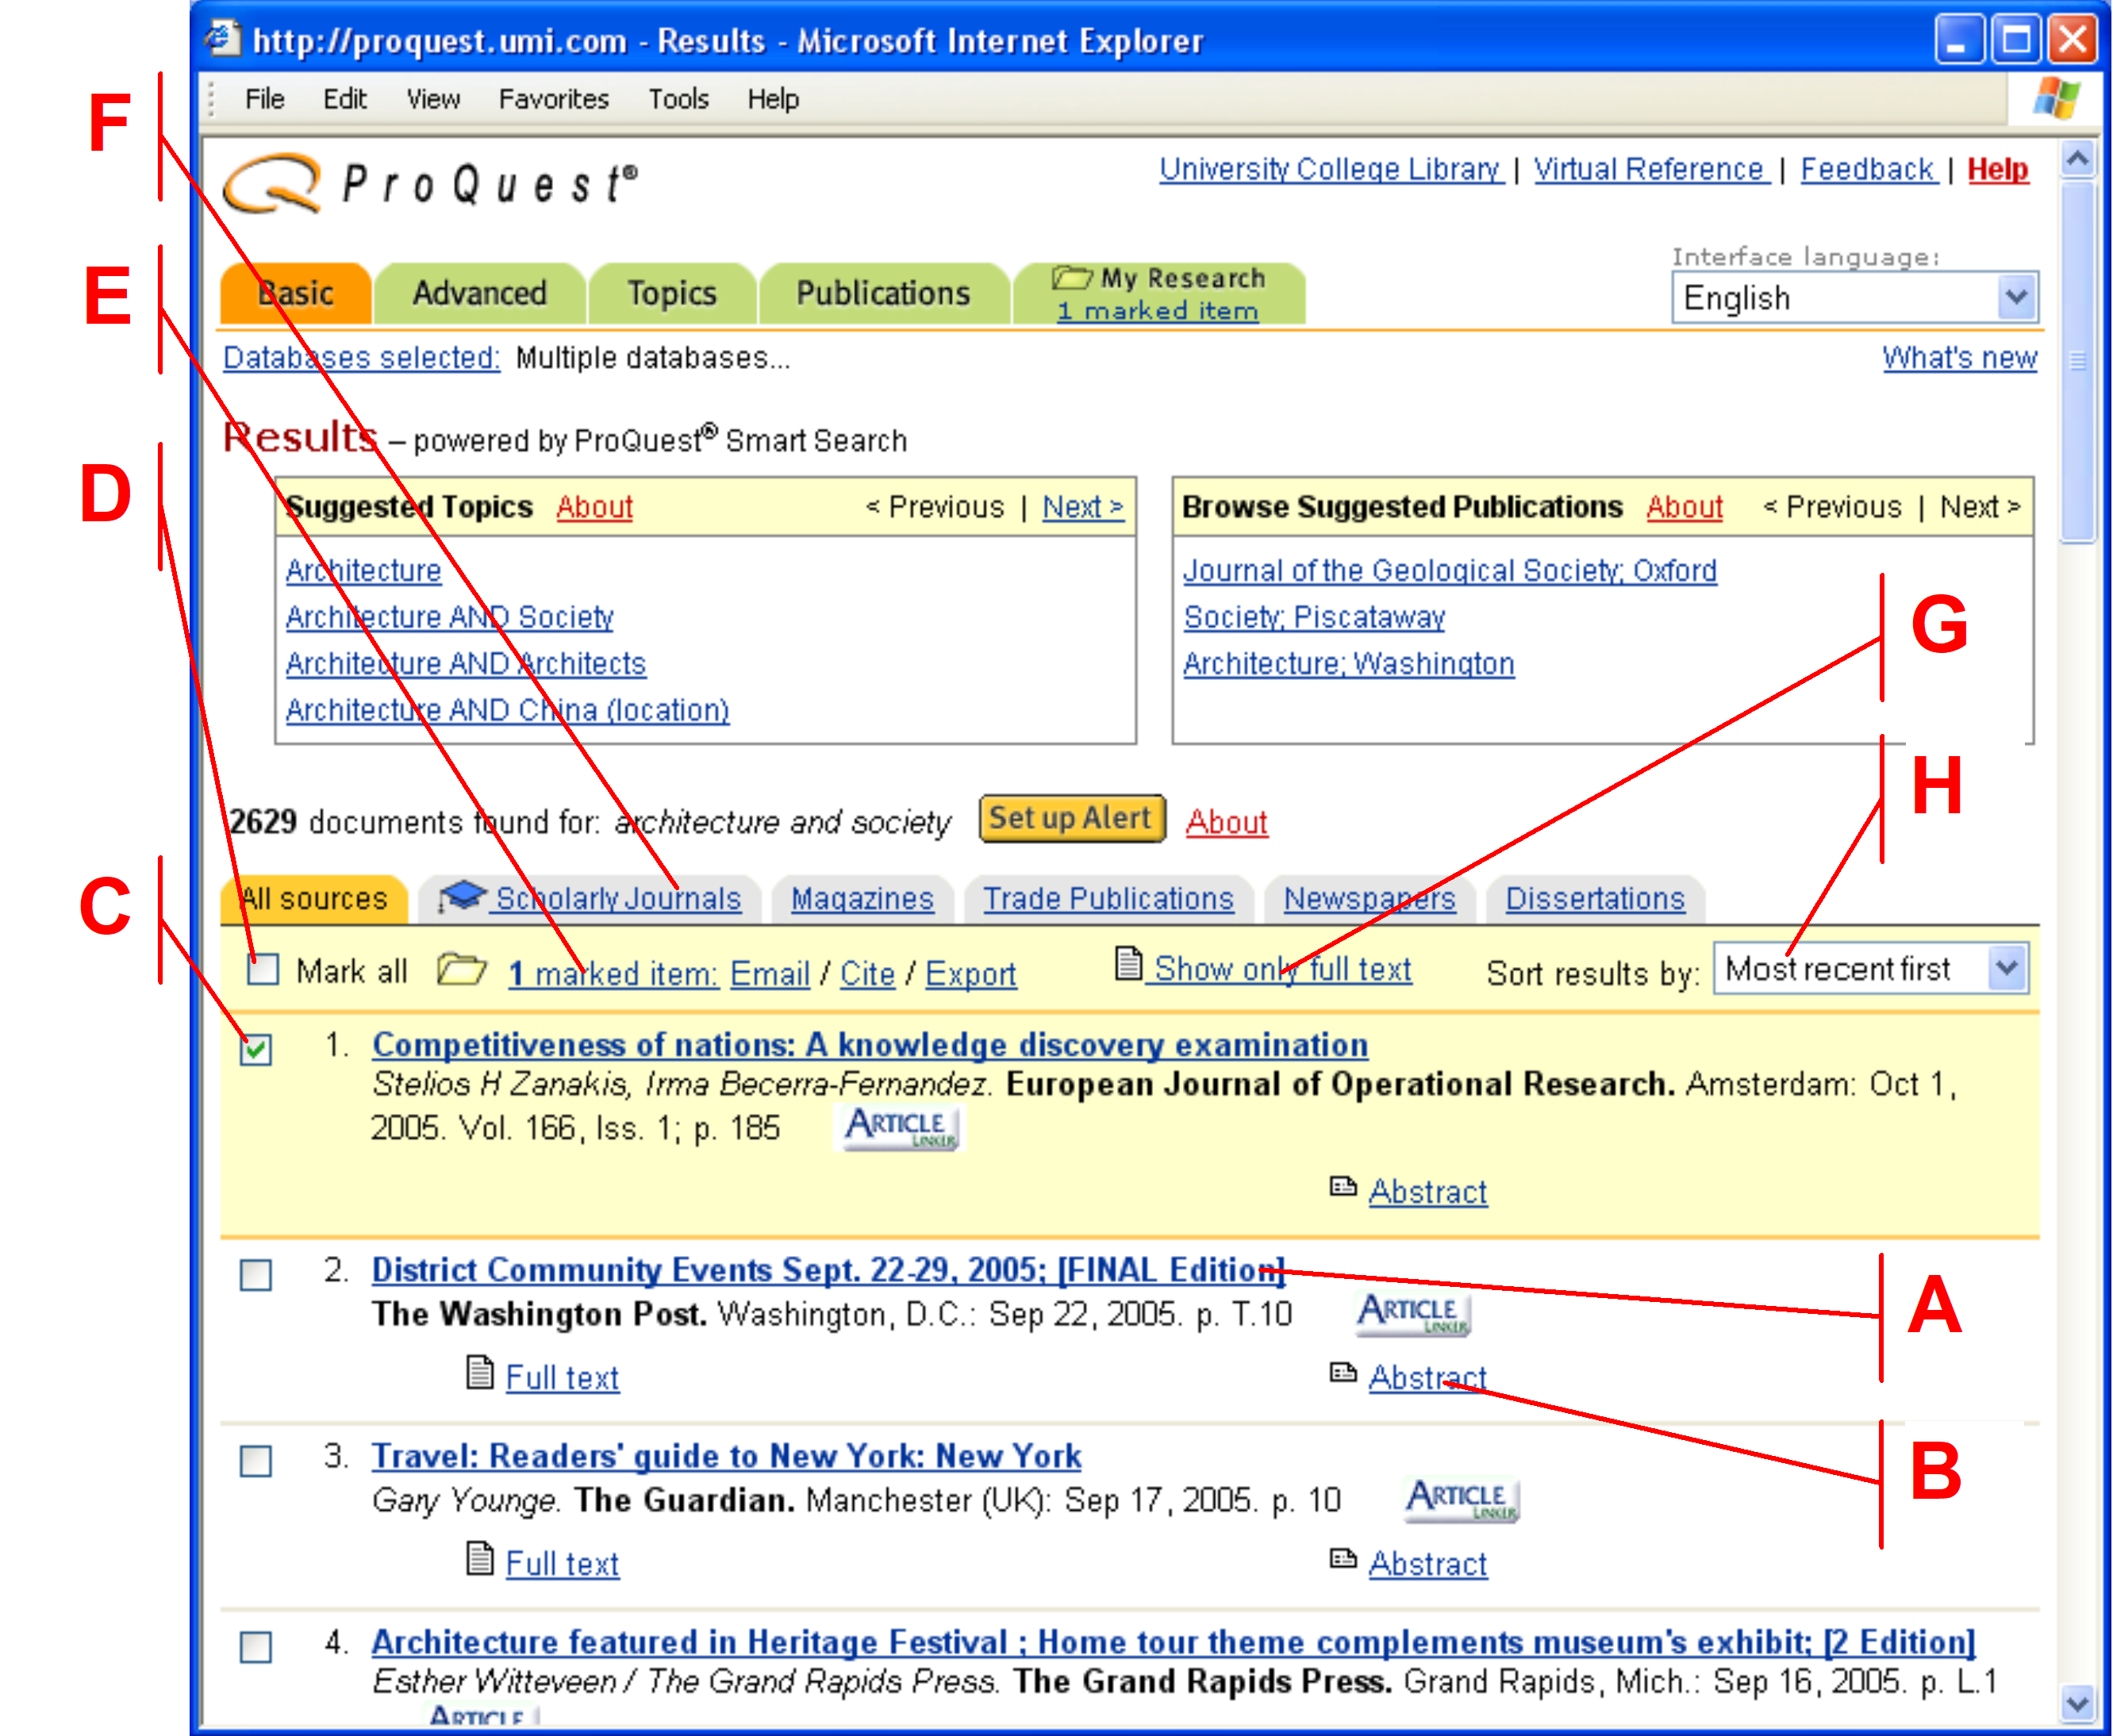 http://proquest.umi.com - Results - Microsoft Internet Explorer
File Edit View Favorites Tools Help
F
ProQuest®
University College Library | Virtual Reference | Feedback | Help
E
Basic Advanced Topics Publications My Research
1 marked item
Interface language:
English
Databases selected: Multiple databases...
What's new
Results – powered by ProQuest® Smart Search
D
Suggested Topics About < Previous | Next >
Architecture
Architecture AND Society
Architecture AND Architects
Architecture AND China (location)
Browse Suggested Publications About < Previous | Next >
Journal of the Geological Society; Oxford
Society; Piscataway
Architecture; Washington
G
H
2629 documents found for: architecture and society Set up Alert About
C
All sources Scholarly Journals Magazines Trade Publications Newspapers Dissertations
Mark all 1 marked item: Email / Cite / Export Show only full text Sort results by: Most recent first
1. Competitiveness of nations: A knowledge discovery examination
Stelios H Zanakis, Irma Becerra-Fernandez. European Journal of Operational Research. Amsterdam: Oct 1,
2005. Vol. 166, Iss. 1; p. 185 ARTICLE LINKER
Abstract
2. District Community Events Sept. 22-29, 2005; [FINAL Edition]
A
The Washington Post. Washington, D.C.: Sep 22, 2005. p. T.10 ARTICLE LINKER
Full text Abstract
B
3. Travel: Readers' guide to New York: New York
Gary Younge. The Guardian. Manchester (UK): Sep 17, 2005. p. 10 ARTICLE LINKER
Full text Abstract
4. Architecture featured in Heritage Festival ; Home tour theme complements museum's exhibit; [2 Edition]
Esther Witteveen / The Grand Rapids Press. The Grand Rapids Press. Grand Rapids, Mich.: Sep 16, 2005. p. L.1
ARTICLE